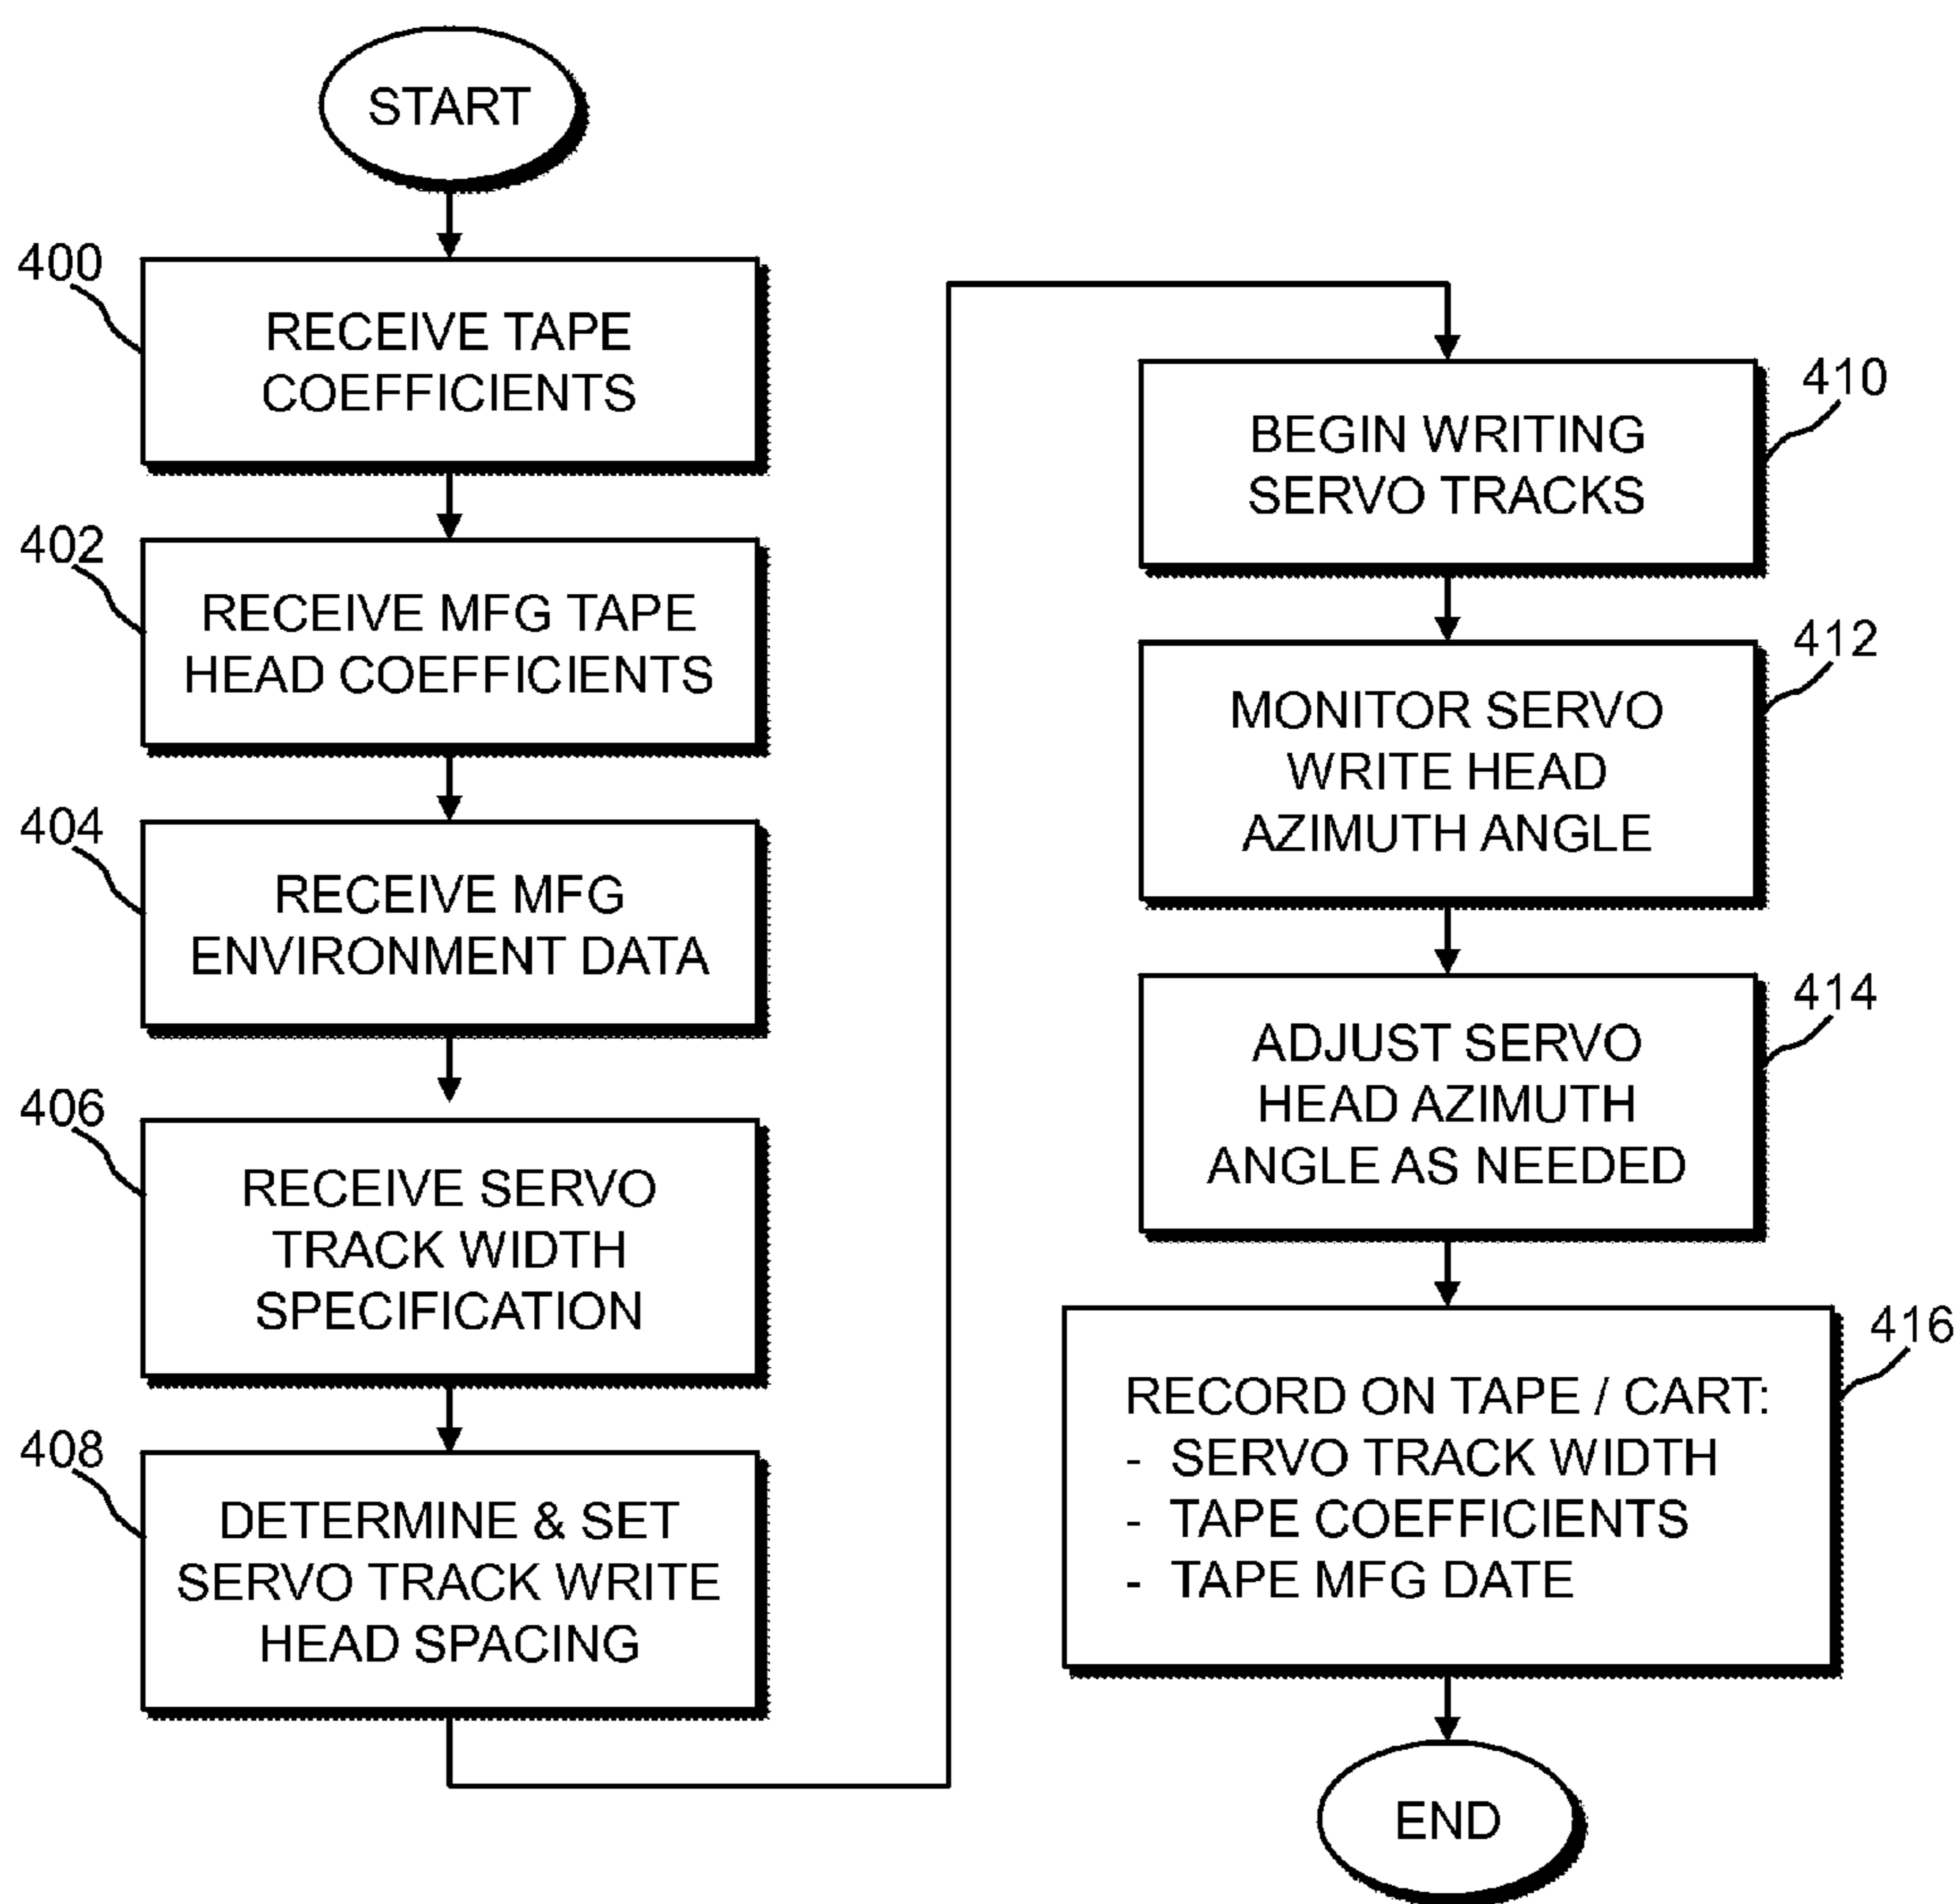 START
400
RECEIVE TAPE
COEFFICIENTS
402
RECEIVE MFG TAPE
HEAD COEFFICIENTS
404
RECEIVE MFG
ENVIRONMENT DATA
406
RECEIVE SERVO
TRACK WIDTH
SPECIFICATION
408
DETERMINE & SET
SERVO TRACK WRITE
HEAD SPACING
410
BEGIN WRITING
SERVO TRACKS
412
MONITOR SERVO
WRITE HEAD
AZIMUTH ANGLE
414
ADJUST SERVO
HEAD AZIMUTH
ANGLE AS NEEDED
416
RECORD ON TAPE / CART:
- SERVO TRACK WIDTH
- TAPE COEFFICIENTS
- TAPE MFG DATE
END